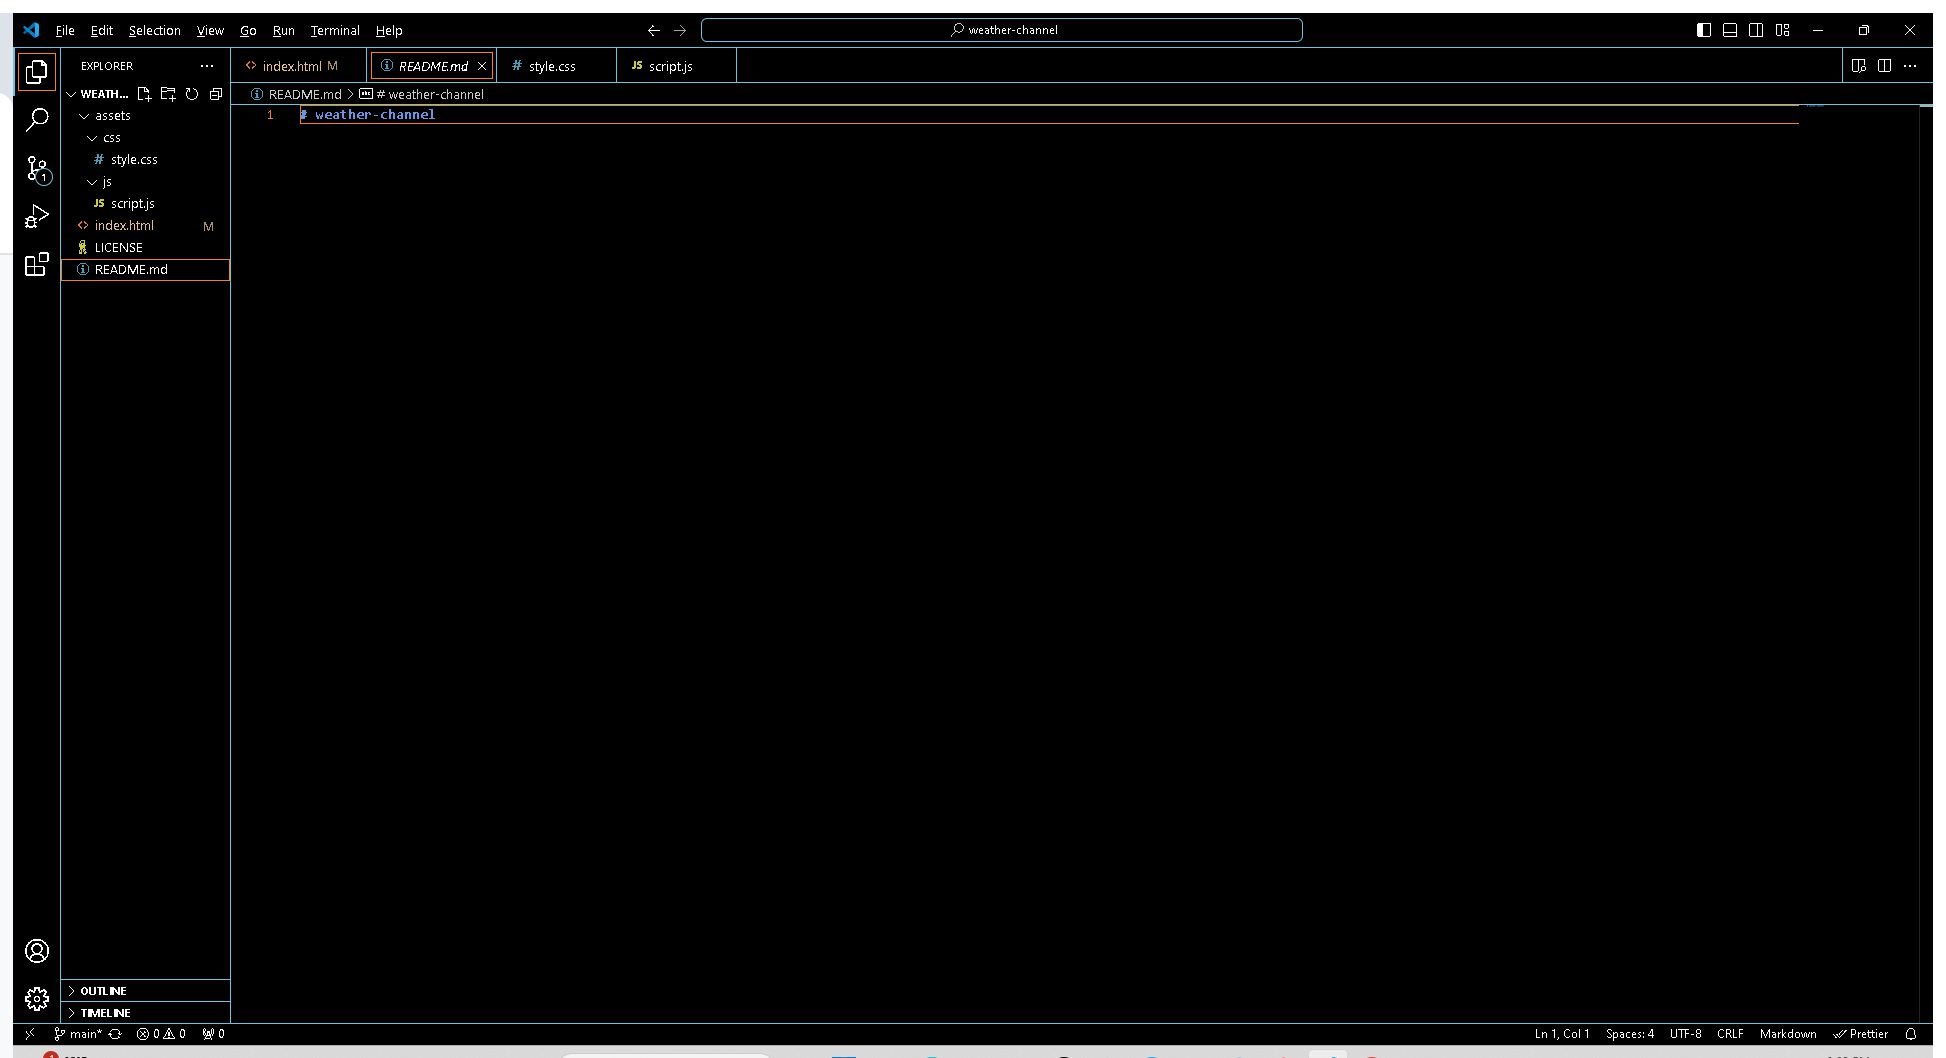 File Edit Selection View Go Run Terminal Help weather-channel
EXPLORER
WEATH...
assets
css
# style.css
js
JS script.js
<> index.html M
LICENSE
README.md
OUTLINE
TIMELINE
<> index.html M README.md # style.css JS script.js
README.md > abc # weather-channel
1 # weather-channel
1
main* 0 0 0
Ln 1, Col 1 Spaces: 4 UTF-8 CRLF Markdown Prettier